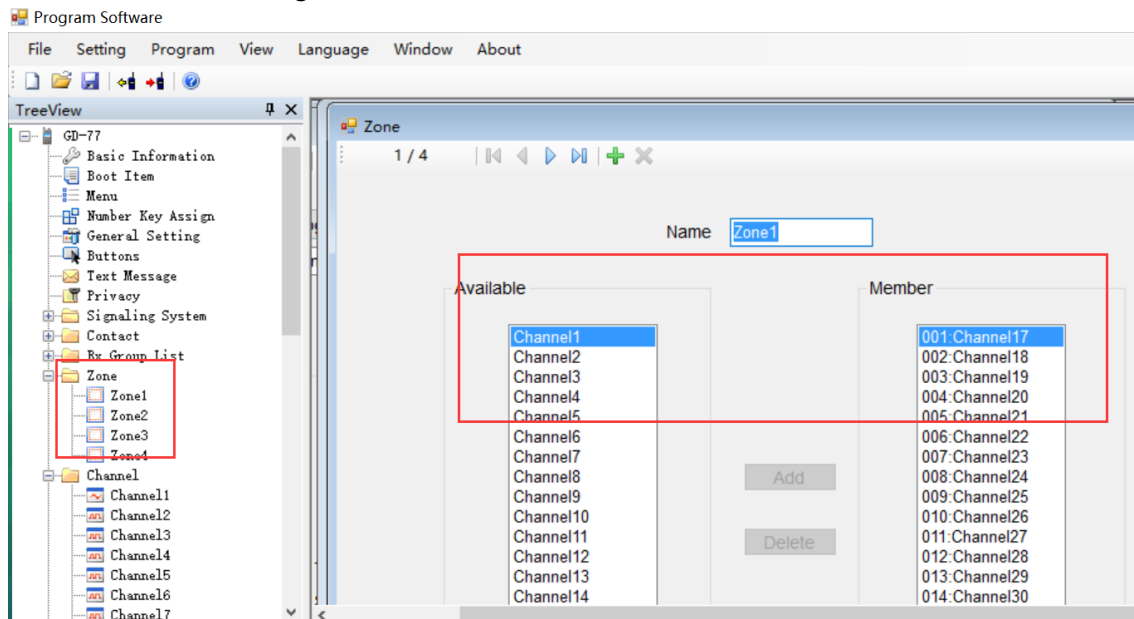 Program Software
File Setting Program View Language Window About
TreeView
GD-77
Basic Information
Boot Item
Menu
Number Key Assign
General Setting
Buttons
Text Message
Privacy
Signaling System
Contact
Rx Group List
Zone
Zone1
Zone2
Zone3
Zone4
Channel
Channel1
Channel2
Channel3
Channel4
Channel5
Channel6
Channel7
Zone
1 / 4
Name Zone1
Available
Channel1
Channel2
Channel3
Channel4
Channel5
Channel6
Channel7
Channel8
Channel9
Channel10
Channel11
Channel12
Channel13
Channel14
Add
Delete
Member
001:Channel17
002:Channel18
003:Channel19
004:Channel20
005:Channel21
006:Channel22
007:Channel23
008:Channel24
009:Channel25
010:Channel26
011:Channel27
012:Channel28
013:Channel29
014:Channel30